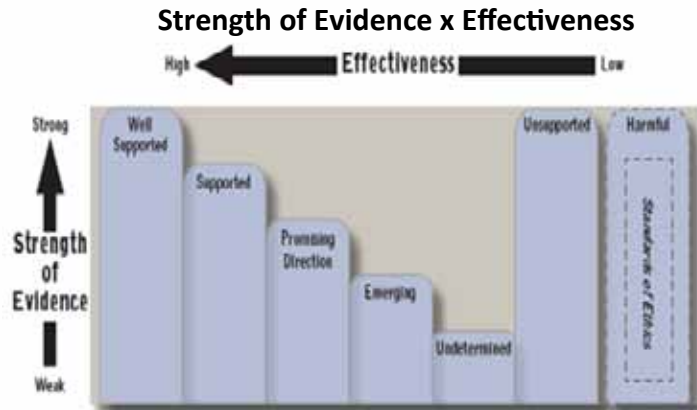 Strength of Evidence x Effectiveness
High
Effectiveness
Low
Strong
Strength
of
Evidence
Weak
Well
Supported
Supported
Promising
Direction
Emerging
Undetermined
Unsupported
Harmful
Standards of Ethics